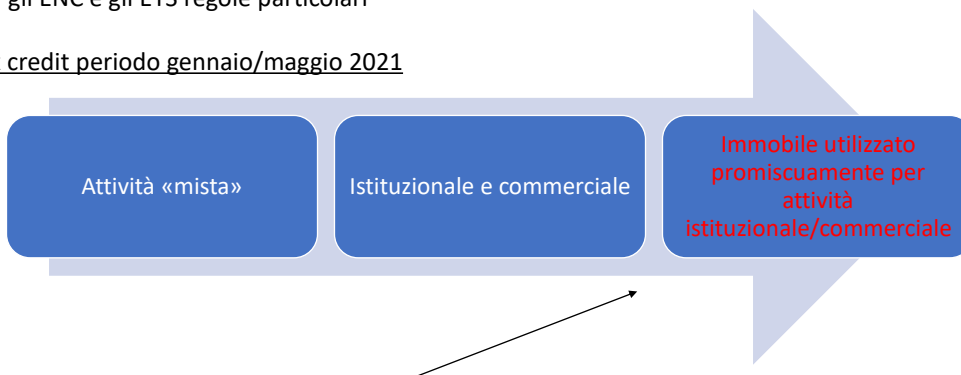 gli ENC e gli ETS regole particolari
credit periodo gennaio/maggio 2021
Attività «mista»
Istituzionale e commerciale
Immobile utilizzato
promiscuamente per
attività
istituzionale/commerciale